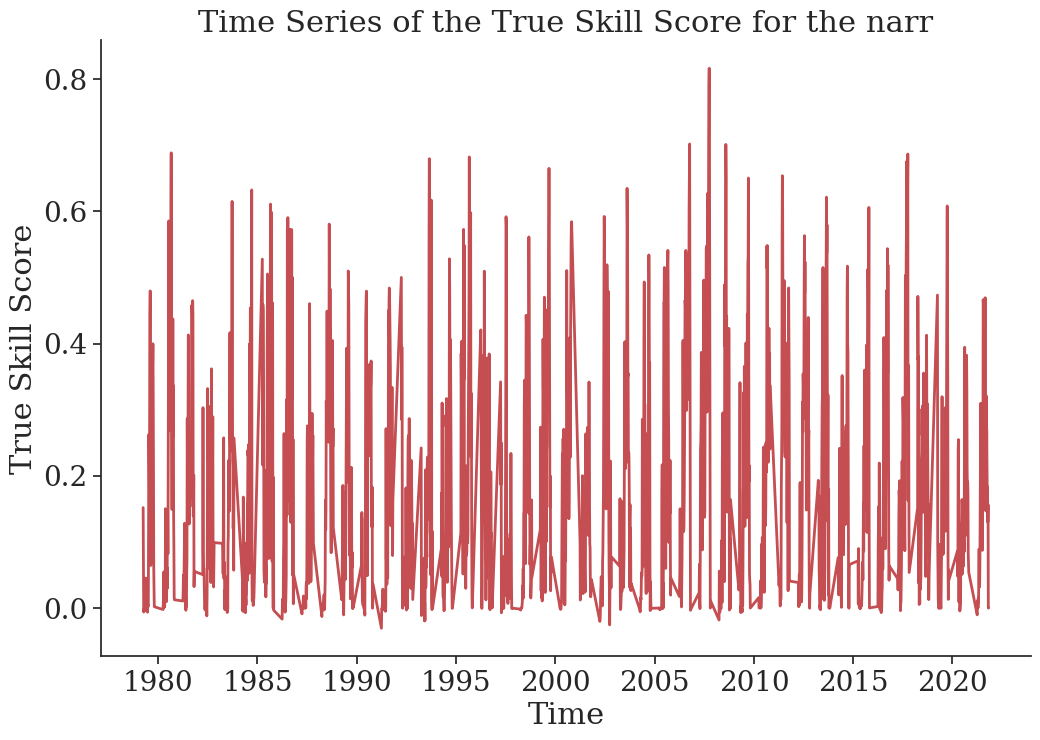 Time Series of the True Skill Score for the narr
True Skill Score
0.8
0.6
0.4
0.2
0.0
1980 1985 1990 1995 2000 2005 2010 2015 2020
Time